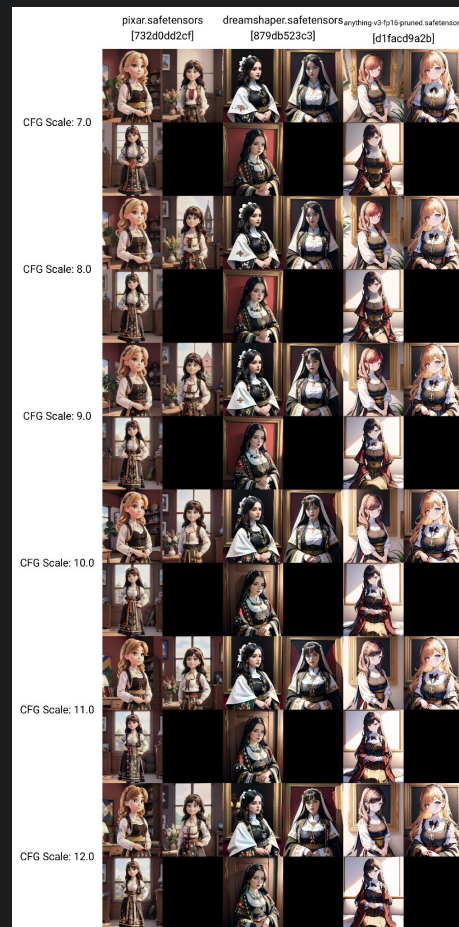 pixar.safetensors dreamshaper.safetensors anything-v3-fp16-pruned.safetensor
[732d0dd2cf] [879db523c3] [d1facd9a2b]
CFG Scale: 7.0
CFG Scale: 8.0
CFG Scale: 9.0
CFG Scale: 10.0
CFG Scale: 11.0
CFG Scale: 12.0